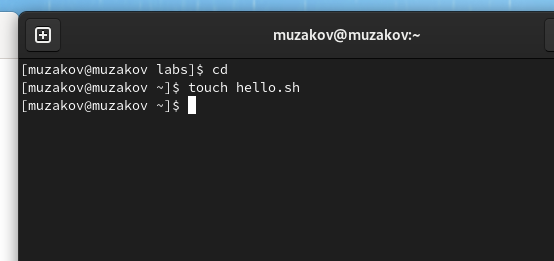 muzakov@muzakov:~
[muzakov@muzakov labs]$ cd
[muzakov@muzakov ~]$ touch hello.sh
[muzakov@muzakov ~]$